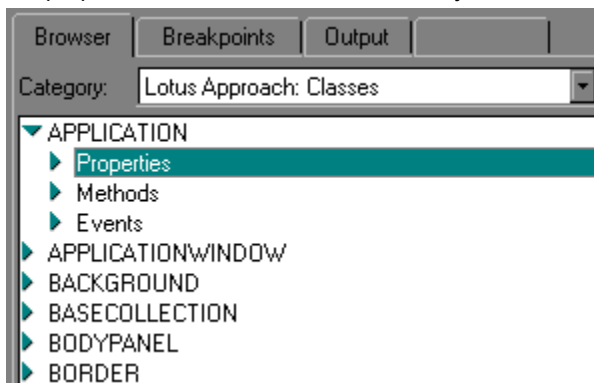 Browser Breakpoints Output
Category: Lotus Approach: Classes
APPLICATION
Properties
Methods
Events
APPLICATIONWINDOW
BACKGROUND
BASECOLLECTION
BODYPANEL
BORDER